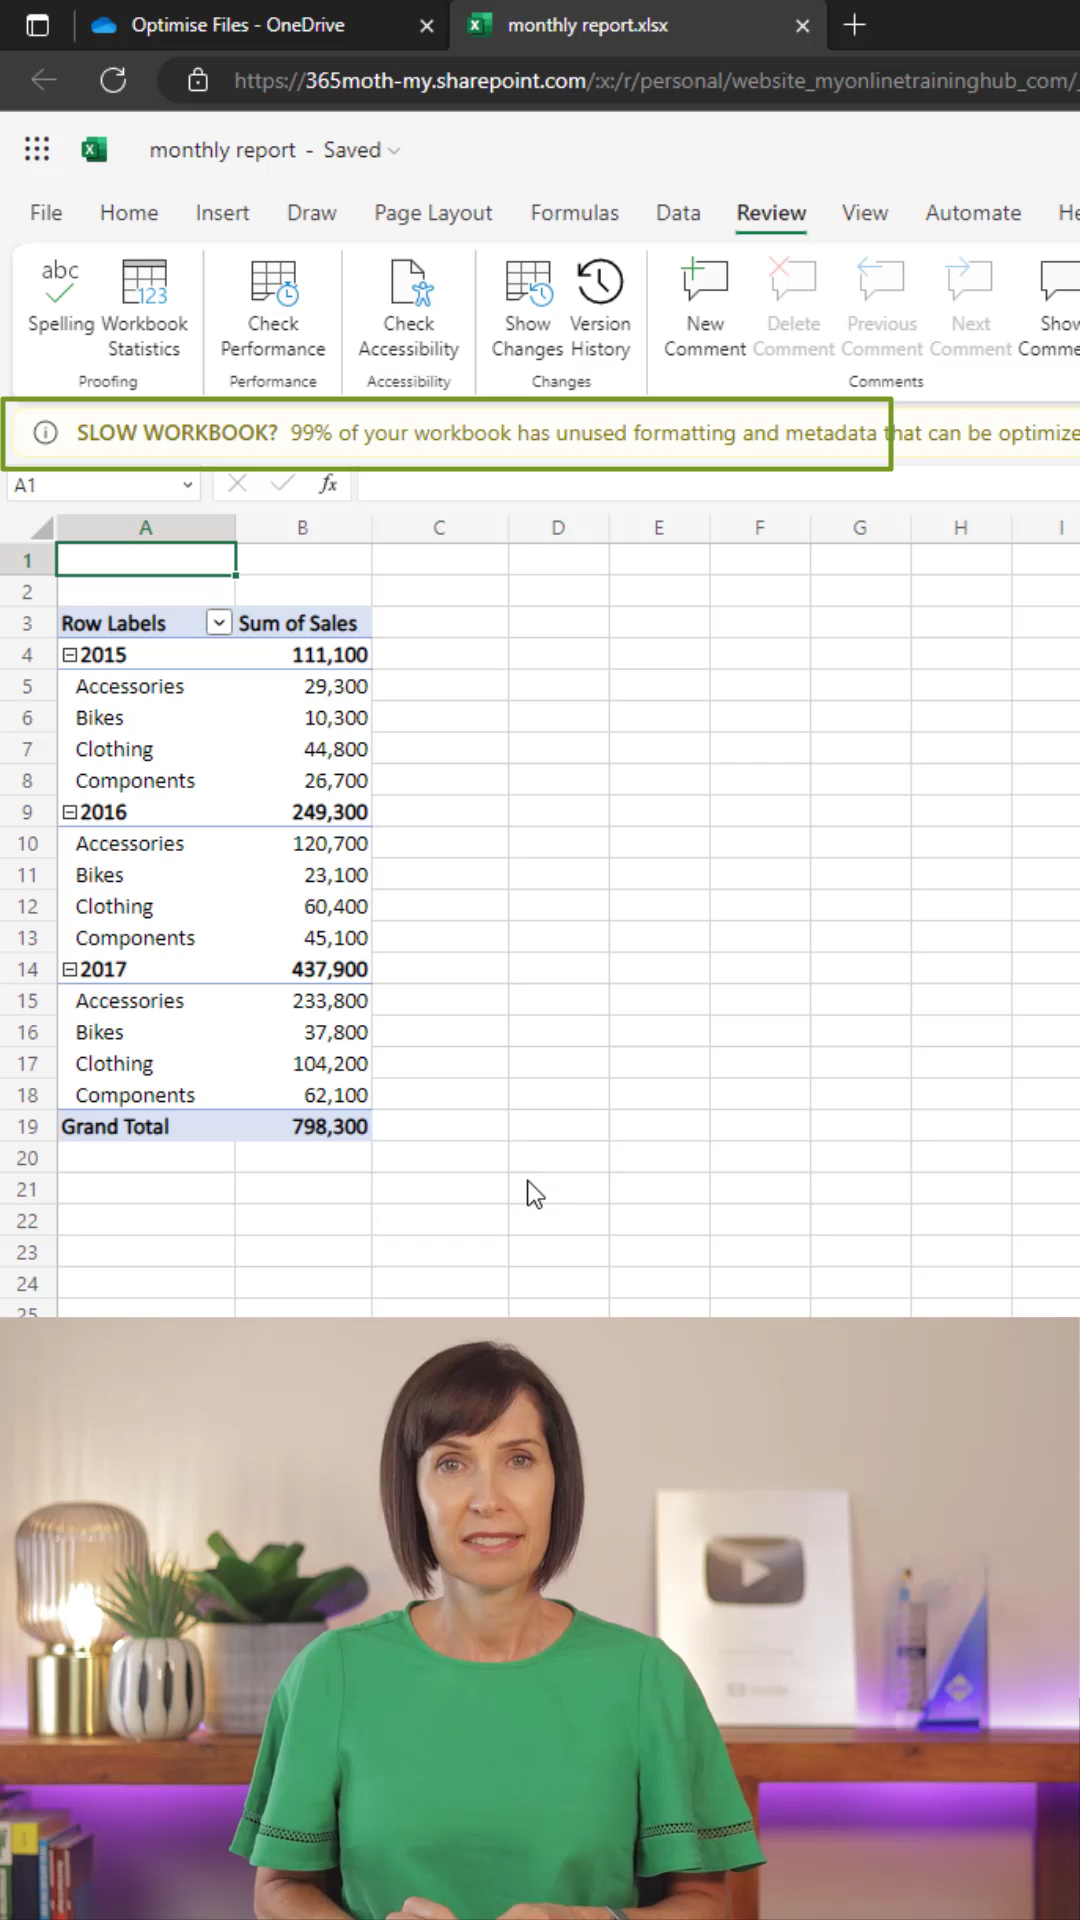 Optimise Files - OneDrive
monthly report.xlsx
https://365moth-my.sharepoint.com/:x:/r/personal/website_myonlinetraininghub_com/_
monthly report - Saved
File Home Insert Draw Page Layout Formulas Data Review View Automate He
abc
123
Spelling Workbook Statistics Check Performance Check Accessibility Show Changes Version History New Comment Delete Comment Previous Comment Next Comment Show Comme
Proofing Performance Accessibility Changes Comments
SLOW WORKBOOK? 99% of your workbook has unused formatting and metadata that can be optimize
A1 fx
A B C D E F G H I
1
2
3 Row Labels Sum of Sales
4 2015 111,100
5 Accessories 29,300
6 Bikes 10,300
7 Clothing 44,800
8 Components 26,700
9 2016 249,300
10 Accessories 120,700
11 Bikes 23,100
12 Clothing 60,400
13 Components 45,100
14 2017 437,900
15 Accessories 233,800
16 Bikes 37,800
17 Clothing 104,200
18 Components 62,100
19 Grand Total 798,300
20
21
22
23
24
25